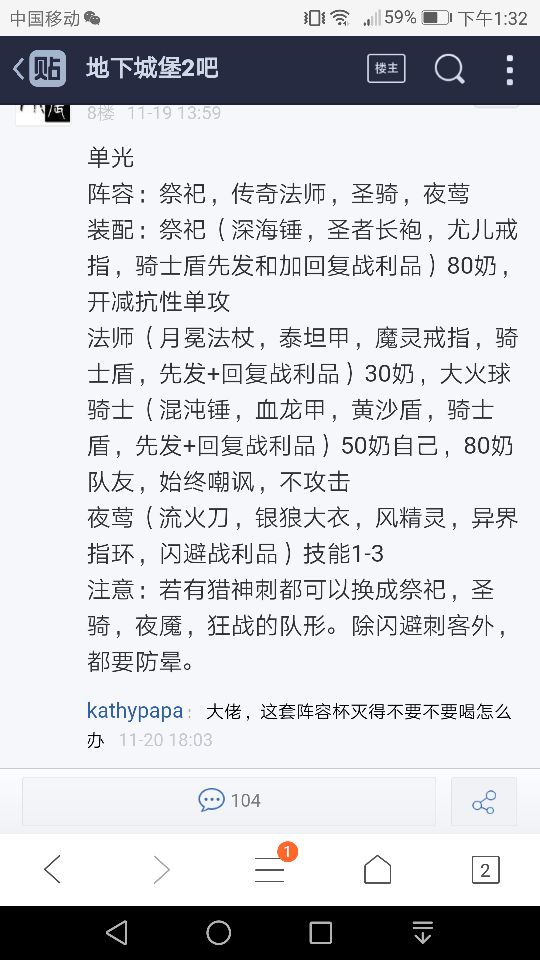 中国移动 59% 下午1:32
贴 地下城堡2吧 楼主
8楼 11-19 13:59
单光
阵容：祭祀，传奇法师，圣骑，夜莺
装配：祭祀（深海锤，圣者长袍，尤儿戒
指，骑士盾先发和加回复战利品）80奶，
开减抗性单攻
法师（月冕法杖，泰坦甲，魔灵戒指，骑
士盾，先发+回复战利品）30奶，大火球
骑士（混沌锤，血龙甲，黄沙盾，骑士
盾，先发+回复战利品）50奶自己，80奶
队友，始终嘲讽，不攻击
夜莺（流火刀，银狼大衣，风精灵，异界
指环，闪避战利品）技能1-3
注意：若有猎神刺都可以换成祭祀，圣
骑，夜魇，狂战的队形。除闪避刺客外，
都要防晕。
kathypapa： 大佬，这套阵容杯灭得不要不要喝怎么
办 11-20 18:03
104
1
2